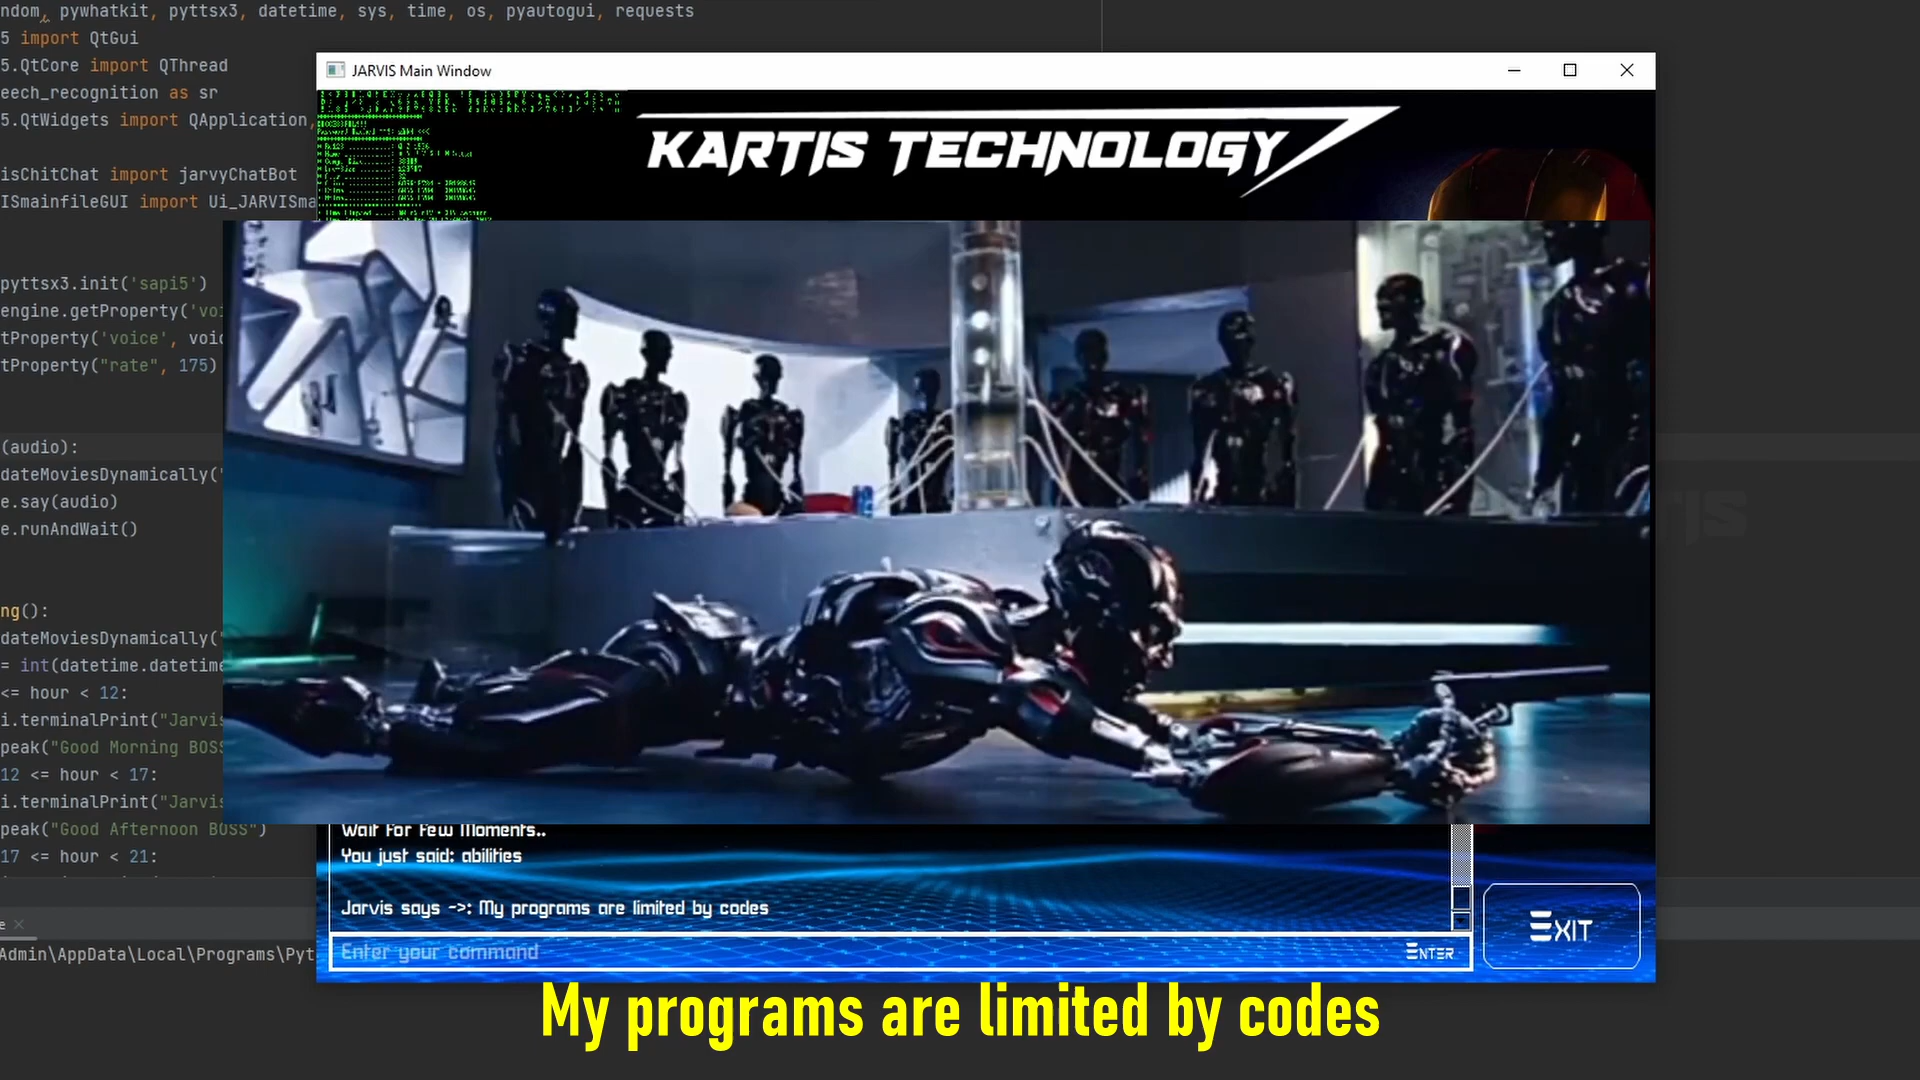 ndom, pywhatkit, pyttsx3, datetime, sys, time, os, pyautogui, requests
5 import QtGui
5.QtCore import QThread
eech_recognition as sr
5.QtWidgets import QApplication,
isChitChat import jarvyChatBot
ISmainfileGUI import Ui_JARVISma
pyttsx3.init('sapi5')
engine.getProperty('voi
tProperty('voice', voic
tProperty("rate", 175)
(audio):
dateMoviesDynamically("
e.say(audio)
e.runAndWait()
ng():
dateMoviesDynamically("
= int(datetime.datetime
<= hour < 12:
i.terminalPrint("Jarvis
peak("Good Morning BOSS
12 <= hour < 17:
i.terminalPrint("Jarvis
peak("Good Afternoon BOSS")
17 <= hour < 21:
e
Admin\AppData\Local\Programs\Pyt
JARVIS Main Window
KARTIS TECHNOLOGY
Wait For Few Moments..
You just said: abilities
Jarvis says ->: My programs are limited by codes
Enter your command
ENTER
EXIT
My programs are limited by codes